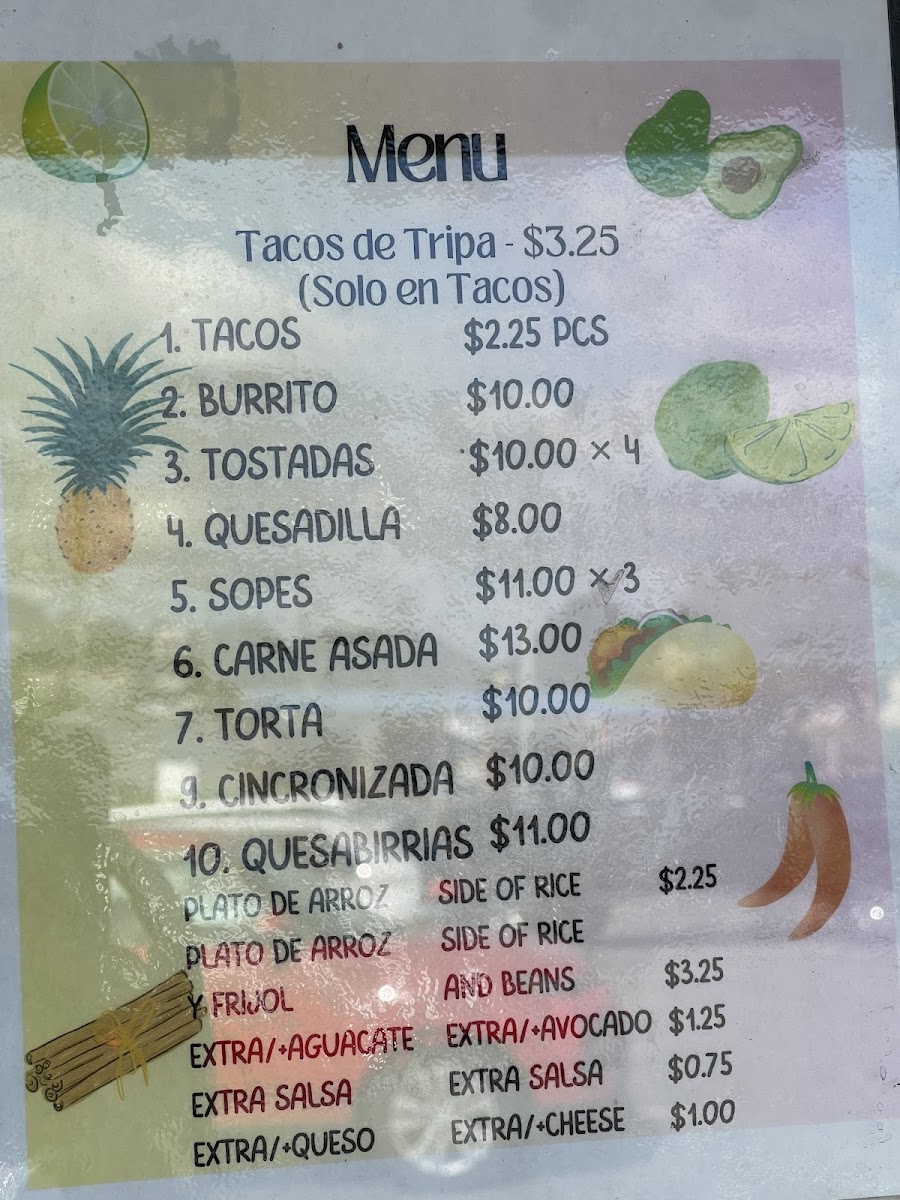 Menu
Tacos de Tripa - $3.25
(Solo en Tacos)
1. TACOS $2.25 PCS
2. BURRITO $10.00
3. TOSTADAS $10.00 × 4
4. QUESADILLA $8.00
5. SOPES $11.00 × 3
6. CARNE ASADA $13.00
7. TORTA $10.00
9. CINCRONIZADA $10.00
10. QUESABIRRIAS $11.00
PLATO DE ARROZ SIDE OF RICE $2.25
PLATO DE ARROZ SIDE OF RICE
Y FRIJOL AND BEANS $3.25
EXTRA/+AGUACATE EXTRA/+AVOCADO $1.25
EXTRA SALSA EXTRA SALSA $0.75
EXTRA/+QUESO EXTRA/+CHEESE $1.00